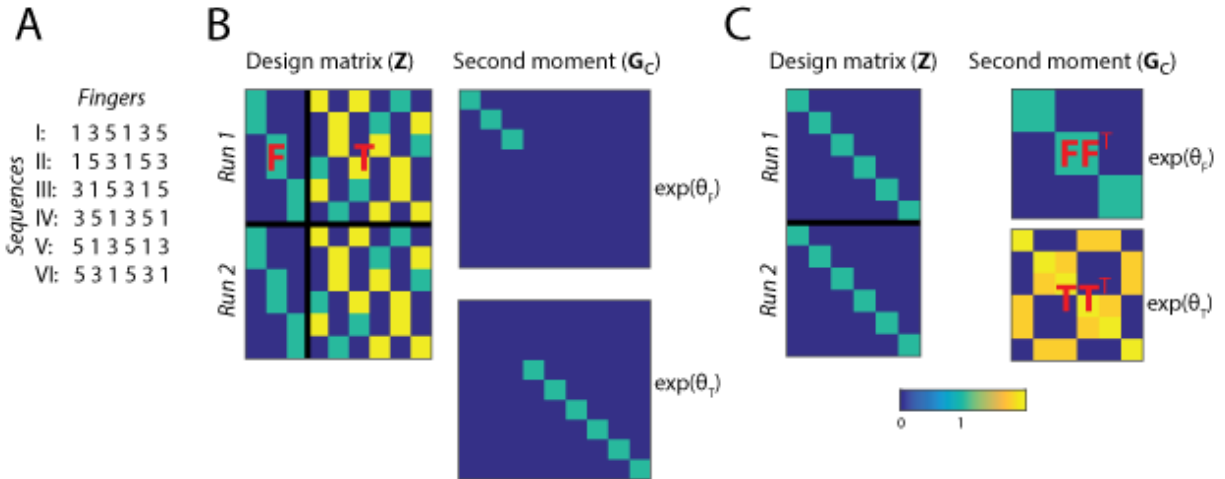 A
B
C
Design matrix (Z)
Second moment (G_C)
Design matrix (Z)
Second moment (G_C)
Fingers
Sequences
I: 1 3 5 1 3 5
II: 1 5 3 1 5 3
III: 3 1 5 3 1 5
IV: 3 5 1 3 5 1
V: 5 1 3 5 1 3
VI: 5 3 1 5 3 1
Run 1
Run 2
F
T
exp(θ_F)
exp(θ_T)
Run 1
Run 2
FF^T
exp(θ_F)
TT^T
exp(θ_T)
0
1